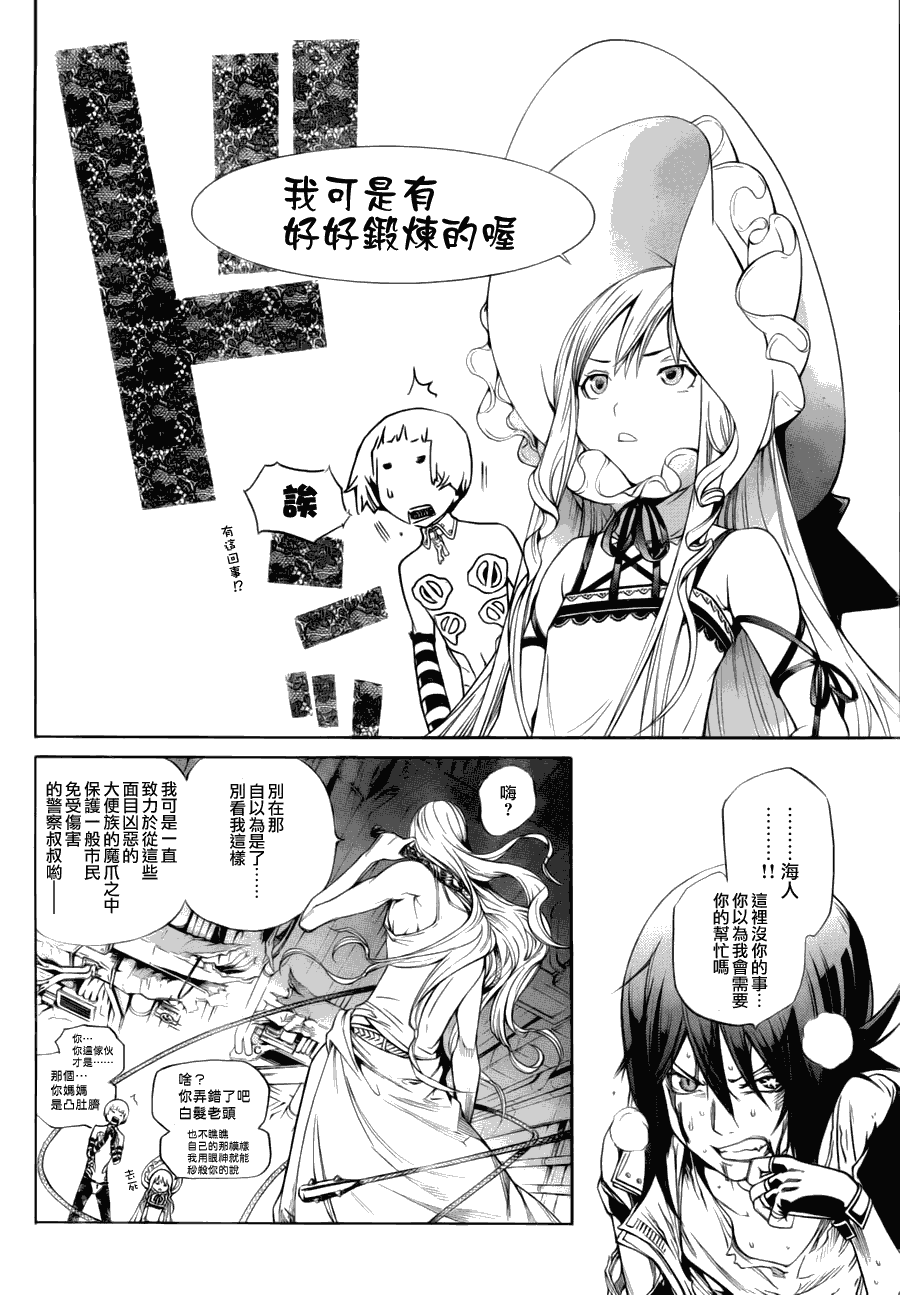 我可是有
好好鍛煉的喔
ド
誒
有這回事!?
………海人
………!!
這裡沒你的事…
你以為我會需要
你的幫忙嗎
嗨?
別在那
自以為是了……
別看我這樣
我可是一直
致力於從這些
面目凶惡的
大便族的魔爪之中
保護一般市民
免受傷害
的警察叔叔喲——
啥?
你弄錯了吧
白髮老頭
也不瞧瞧
自己的那模樣
我用眼神就能
秒殺你的說
你…
你這傢伙
才是……
那個…
你媽媽
是凸肚臍
去死